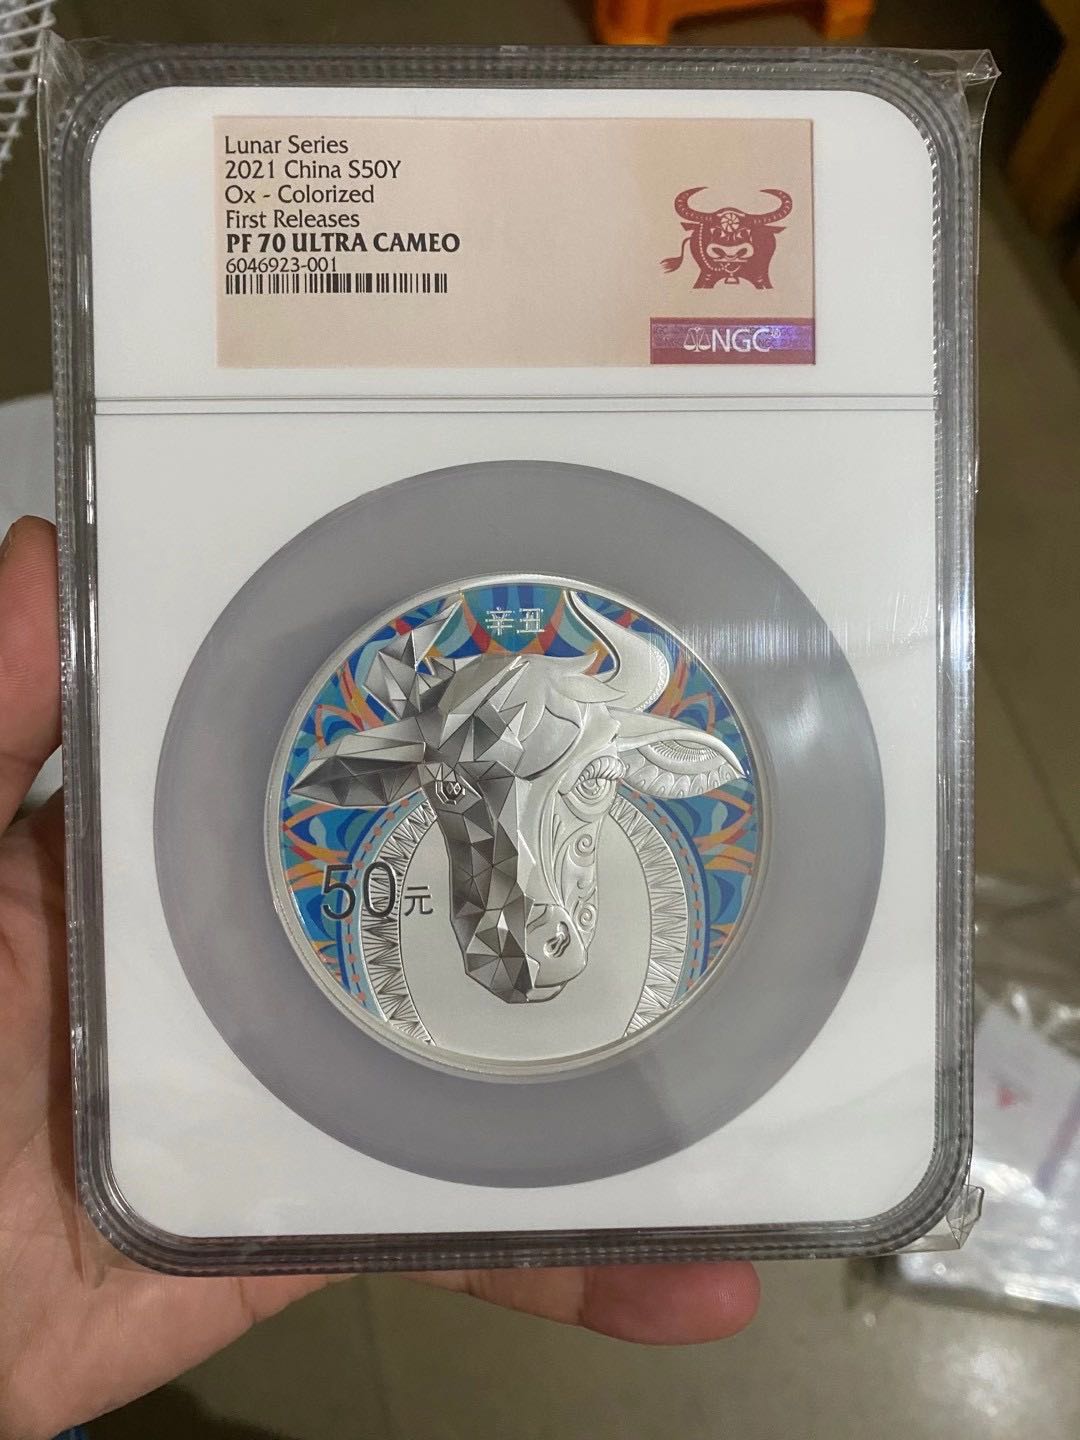 Lunar Series
2021 China S50Y
Ox - Colorized
First Releases
PF 70 ULTRA CAMEO
6046923-001
NGC
辛丑
50元